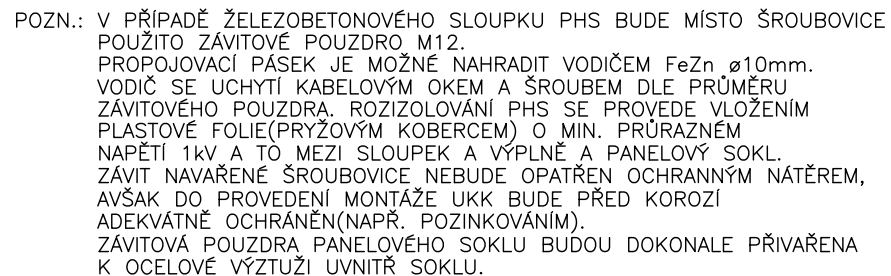 POZN.: V PŘÍPADĚ ŽELEZOBETONOVÉHO SLOUPKU PHS BUDE MÍSTO ŠROUBOVICE
POUŽITO ZÁVITOVÉ POUZDRO M12.
PROPOJOVACÍ PÁSEK JE MOŽNÉ NAHRADIT VODIČEM FeZn ø10mm.
VODIČ SE UCHYTÍ KABELOVÝM OKEM A ŠROUBEM DLE PRŮMĚRU
ZÁVITOVÉHO POUZDRA. ROZIZOLOVÁNÍ PHS SE PROVEDE VLOŽENÍM
PLASTOVÉ FOLIE(PRYŽOVÝM KOBERCEM) O MIN. PRŮRAZNÉM
NAPĚTÍ 1kV A TO MEZI SLOUPEK A VÝPLNĚ A PANELOVÝ SOKL.
ZÁVIT NAVAŘENÉ ŠROUBOVICE NEBUDE OPATŘEN OCHRANNÝM NÁTĚREM,
AVŠAK DO PROVEDENÍ MONTÁŽE UKK BUDE PŘED KOROZÍ
ADEKVÁTNĚ OCHRÁNĚN(NAPŘ. POZINKOVÁNÍM).
ZÁVITOVÁ POUZDRA PANELOVÉHO SOKLU BUDOU DOKONALE PŘIVAŘENA
K OCELOVÉ VÝZTUŽI UVNITŘ SOKLU.